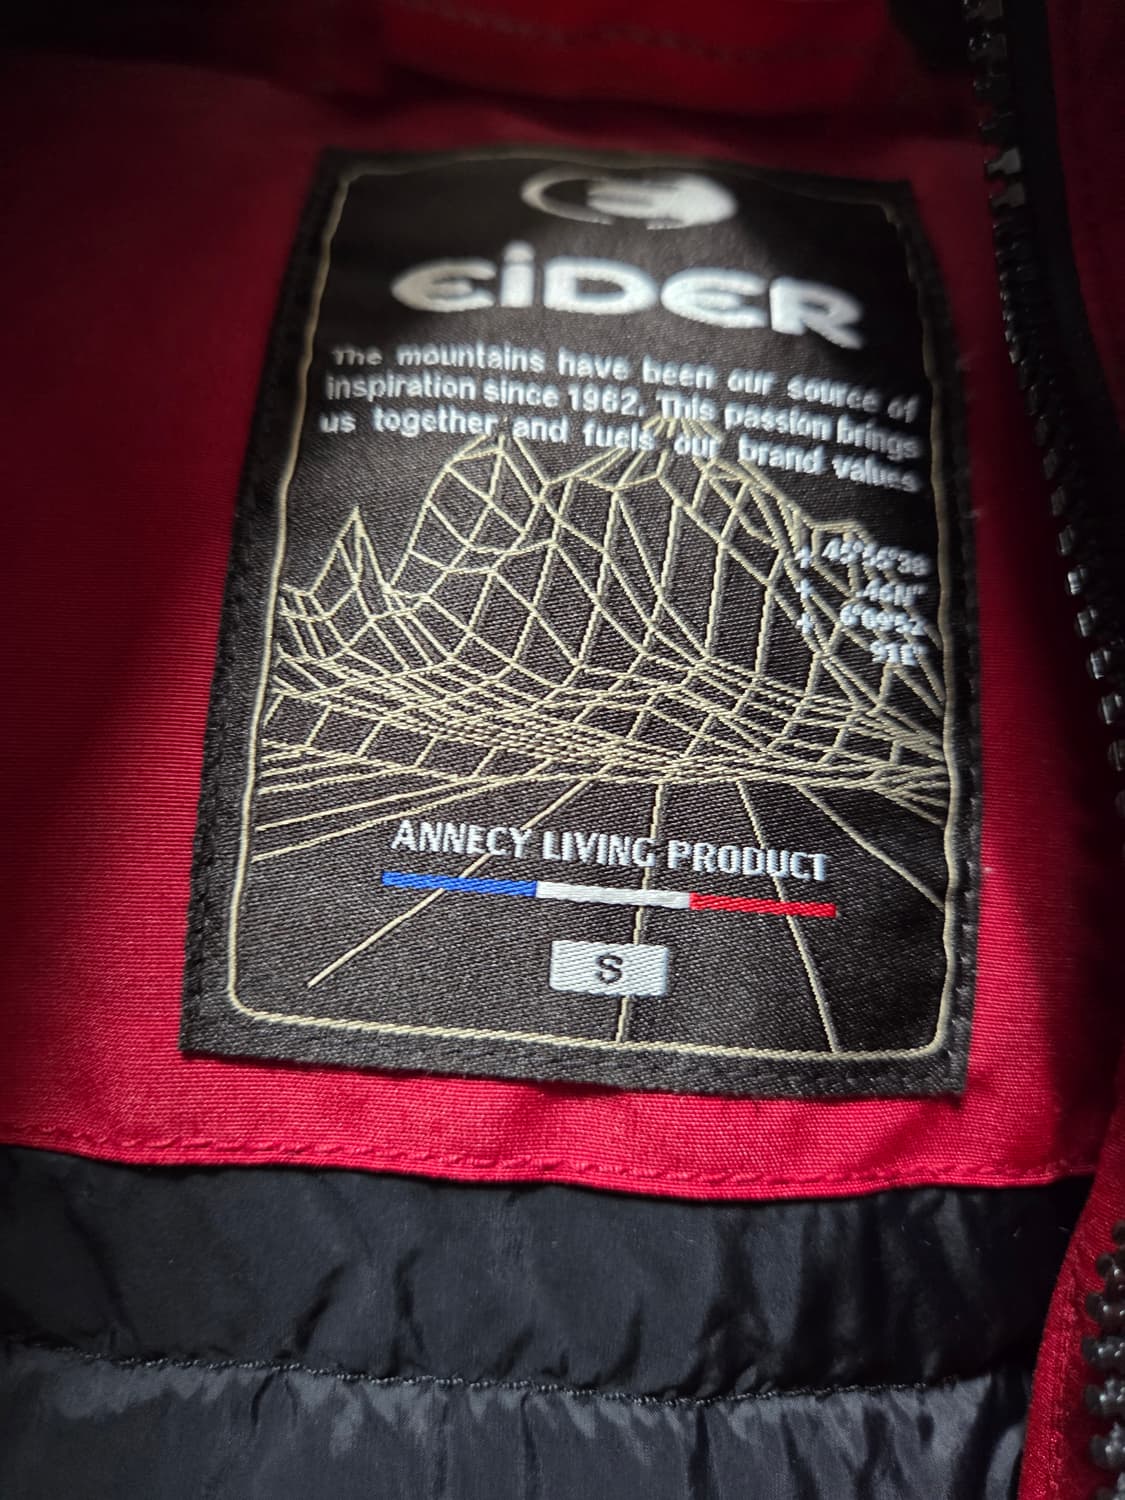 EiDER
The mountains have been our source of
inspiration since 1962. This passion brings
us together and fuels our brand values
ANNECY LIVING PRODUCT
S